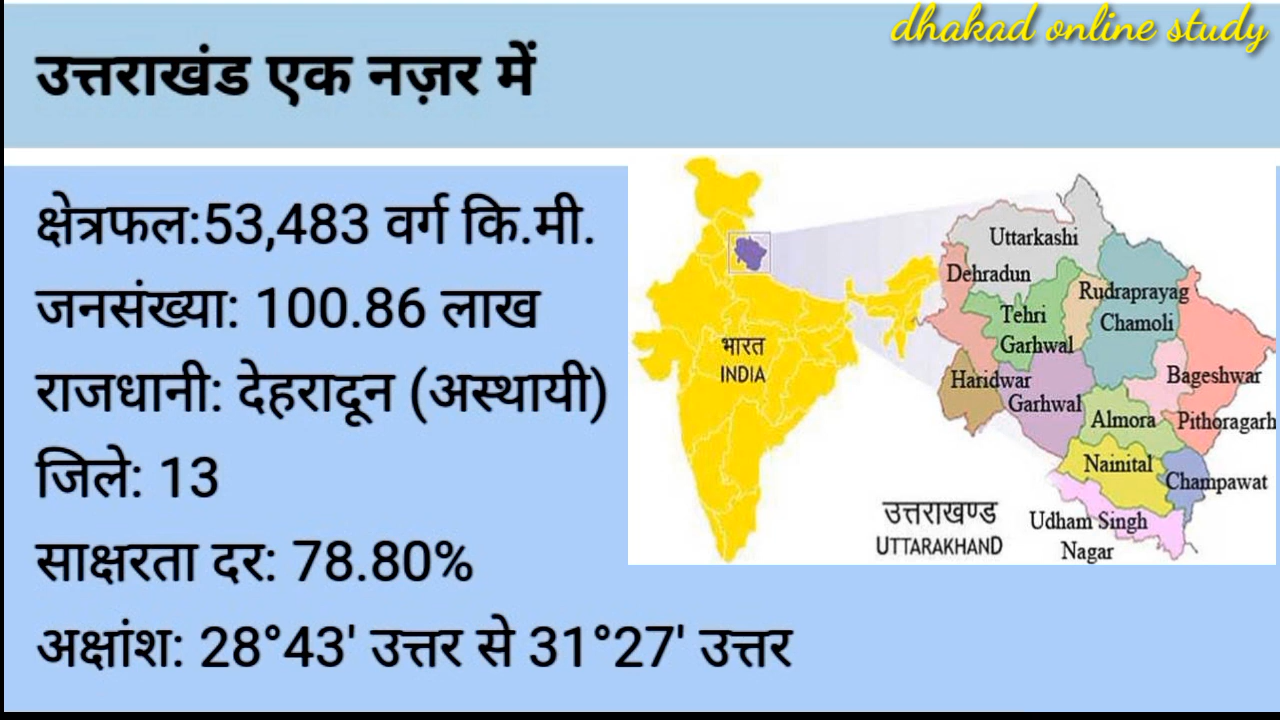 dhakad online study
उत्तराखंड एक नज़र में
क्षेत्रफल:53,483 वर्ग कि.मी.
जनसंख्या: 100.86 लाख
राजधानी: देहरादून (अस्थायी)
जिले: 13
साक्षरता दर: 78.80%
अक्षांश: 28°43' उत्तर से 31°27' उत्तर
भारत
INDIA
Uttarkashi
Dehradun
Rudraprayag
Tehri
Garhwal
Chamoli
Haridwar
Garhwal
Bageshwar
Almora
Pithoragarh
Nainital
Champawat
Udham Singh
Nagar
उत्तराखण्ड
UTTARAKHAND